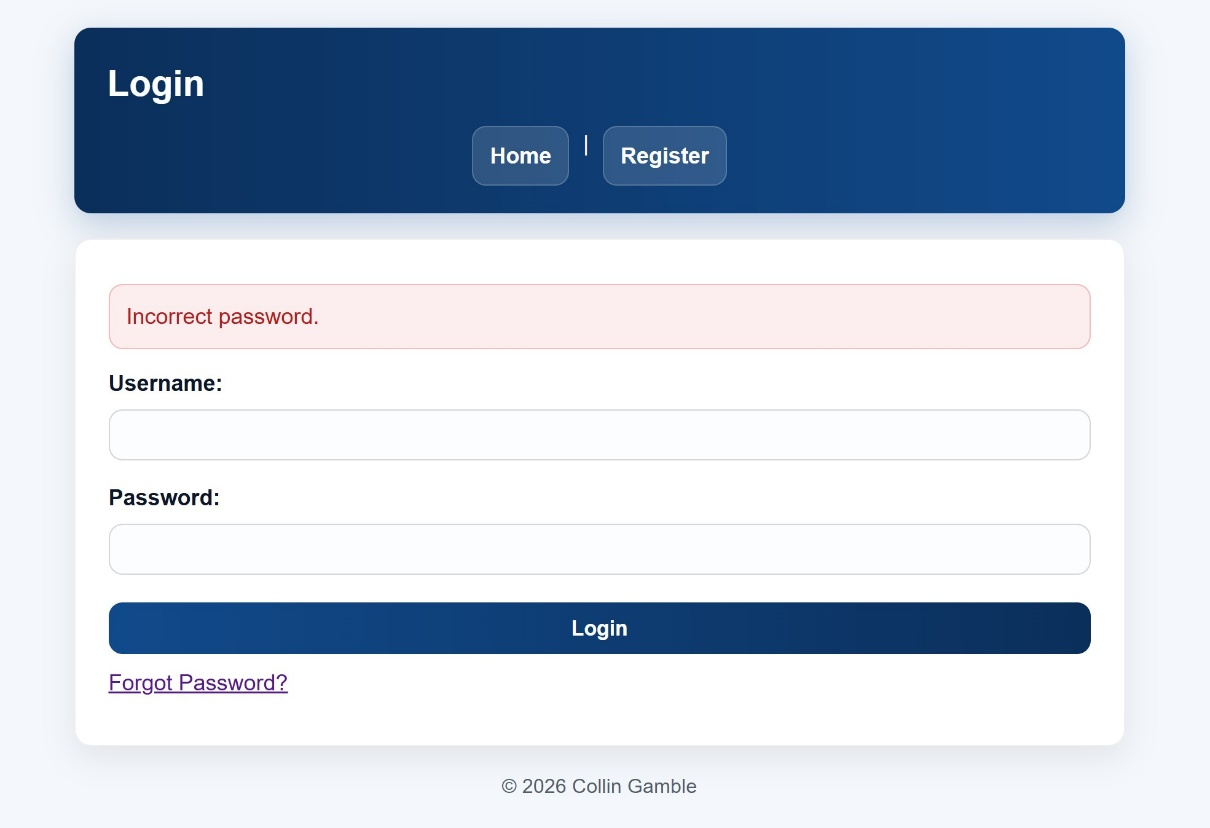 Login
Home | Register
Incorrect password.
Username:
Password:
Login
Forgot Password?
© 2026 Collin Gamble